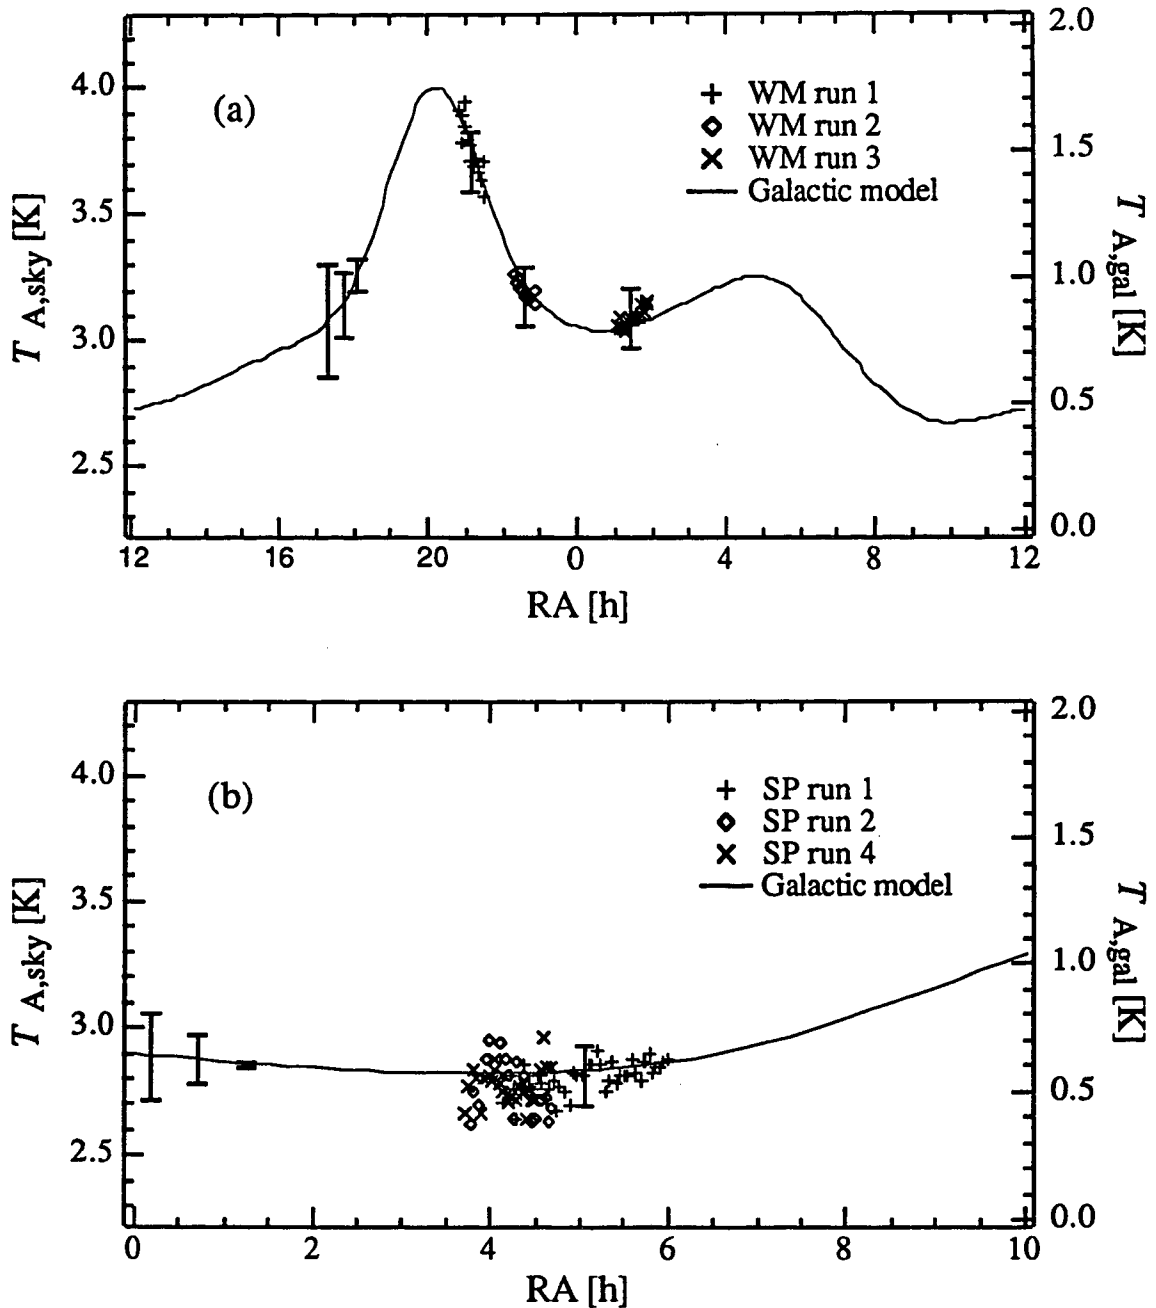 (a)
WM run 1
WM run 2
WM run 3
Galactic model
T A,sky [K]
4.0
3.5
3.0
2.5
2.0
1.5
1.0
0.5
0.0
T A,gal [K]
12 16 20 0 4 8 12
RA [h]
(b)
SP run 1
SP run 2
SP run 4
Galactic model
T A,sky [K]
4.0
3.5
3.0
2.5
2.0
1.5
1.0
0.5
0.0
T A,gal [K]
0 2 4 6 8 10
RA [h]